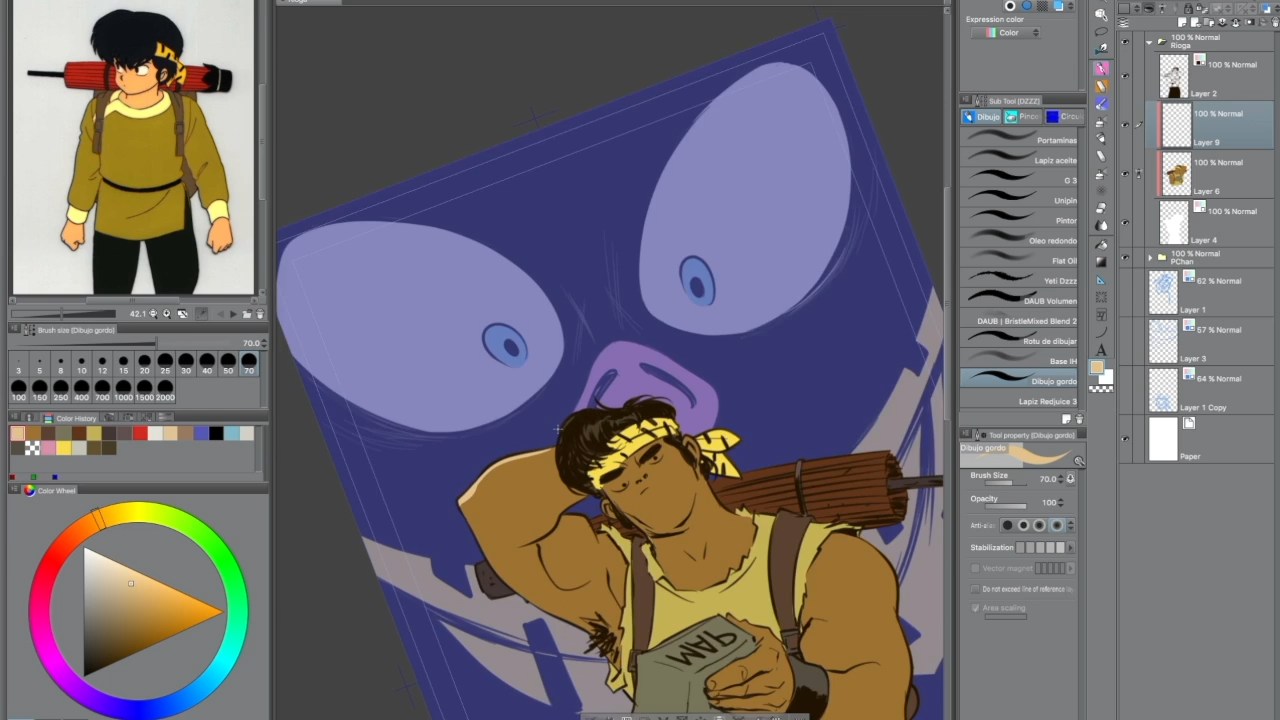 Rioga
Expression color
Color
Sub Tool (DZZZ)
Dibujo
Pince
Circu
Portaminas
Lapiz aceite
G 3
Unipin
Pintor
Oleo redondo
Flat Oil
Yeti Dzzz
DAUB Volumen
DAUB | BristleMixed Blend 2
Rotu de dibujar
Base IH
Dibujo gordo
Lapiz Redjuice 3
Tool property (Dibujo gordo)
Dibujo gordo
Brush Size 70.0
Opacity 100
Stabilization
Vector magnet
Do not exceed line of reference
Area scaling
100 % Normal
Rioga
100 % Normal
Layer 2
100 % Normal
Layer 9
100 % Normal
Layer 6
100 % Normal
Layer 4
100 % Normal
PChan
62 % Normal
Layer 1
57 % Normal
Layer 3
64 % Normal
Layer 1 Copy
Paper
42.1
Brush size (Dibujo gordo)
70.0
3 5 8 10 12 15 20 25 30 40 50 70
100 150 250 300 400 500 700 1000 1500 2000
Color History
Color Wheel
A
MAP